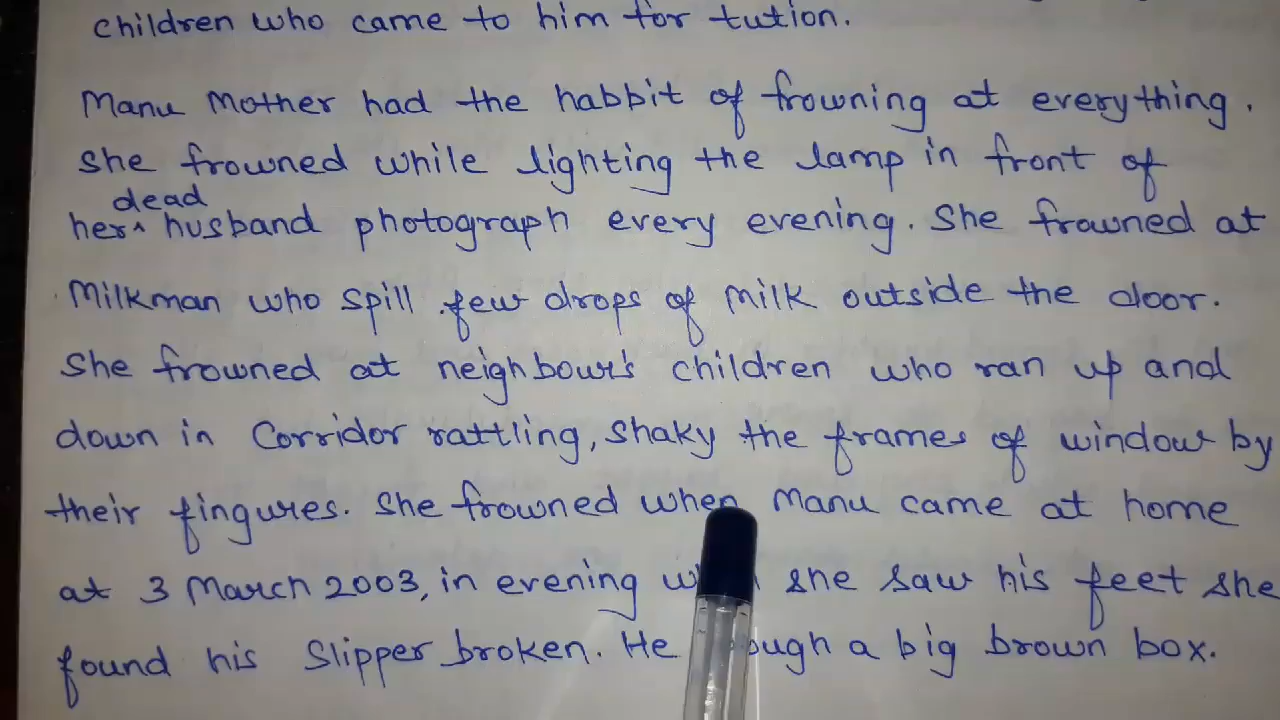 children who came to him for tution.
Manu Mother had the habbit of frowning at everything.
She frowned while lighting the lamp in front of
dead
her^ husband photograph every evening. She frowned at
Milkman who spill few drops of milk outside the door.
She frowned at neighbour's children who ran up and
down in Corridor rattling, shaky the frames of window by
their fingures. She frowned when Manu came at home
at 3 March 2003, in evening she saw his feet she
found his Slipper broken. He a big brown box.